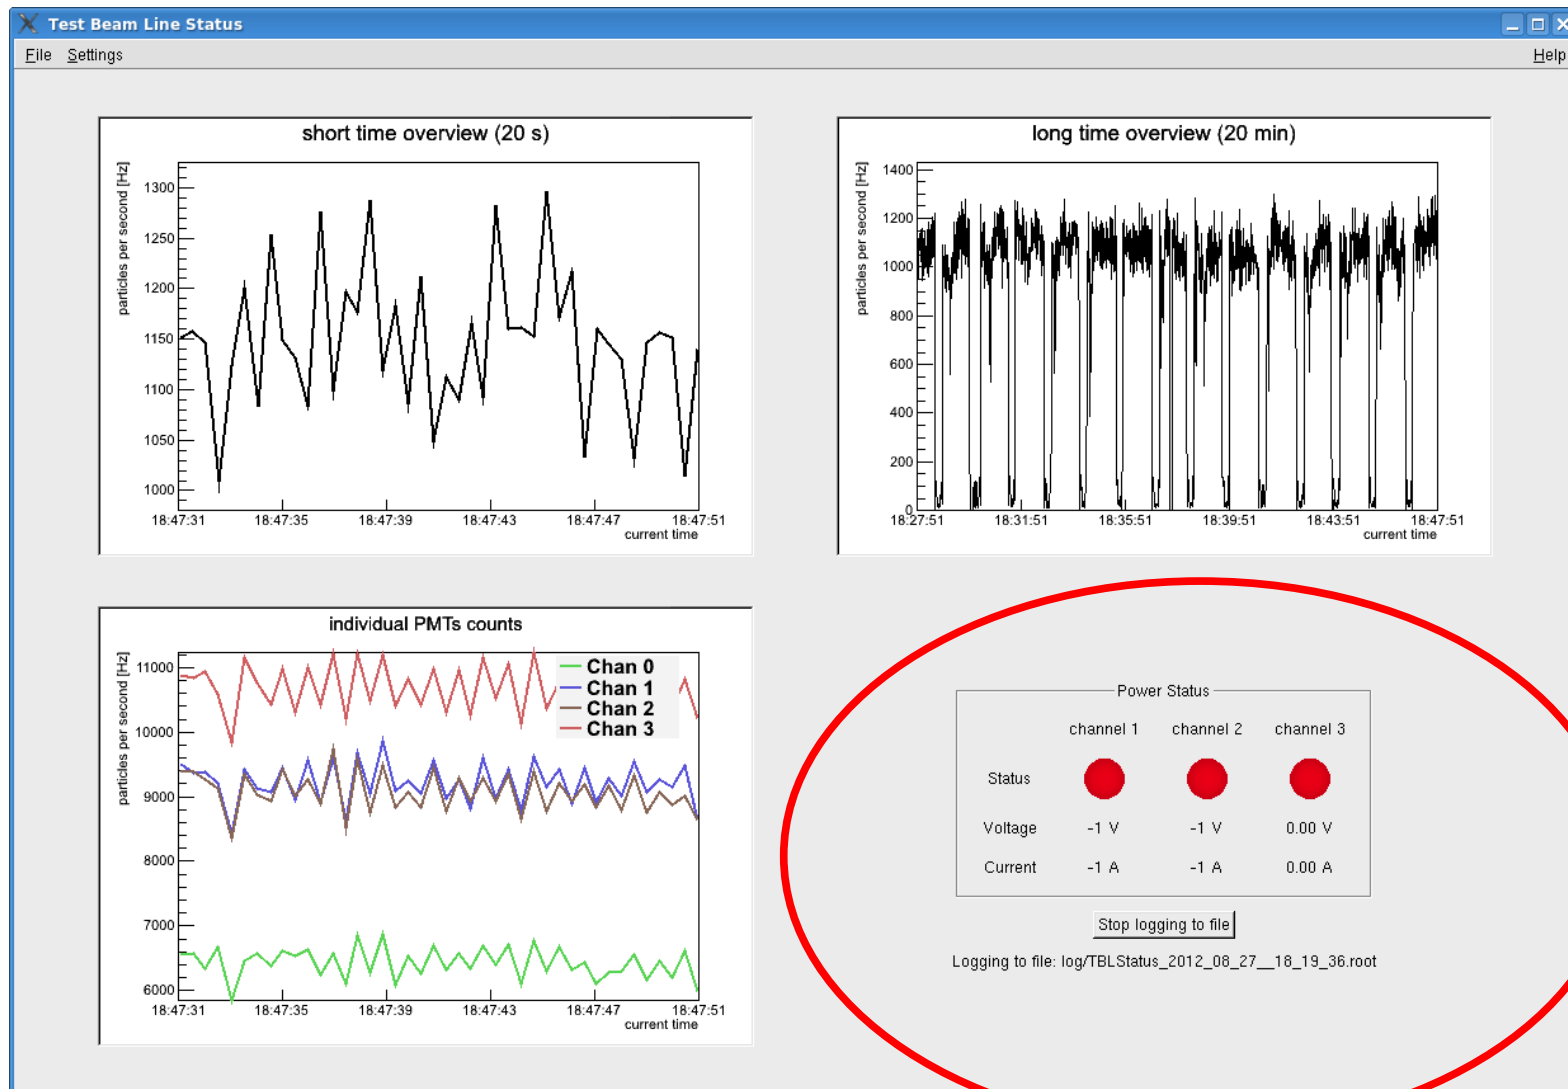 Test Beam Line Status
File Settings Help
short time overview (20 s)
particles per second [Hz]
1300
1250
1200
1150
1100
1050
1000
18:47:31 18:47:35 18:47:39 18:47:43 18:47:47 18:47:51
current time
long time overview (20 min)
particles per second [Hz]
1400
1200
1000
800
600
400
200
0
18:27:51 18:31:51 18:35:51 18:39:51 18:43:51 18:47:51
current time
individual PMTs counts
particles per second [Hz]
11000
10000
9000
8000
7000
6000
Chan 0
Chan 1
Chan 2
Chan 3
18:47:31 18:47:35 18:47:39 18:47:43 18:47:47 18:47:51
current time
Power Status
channel 1 channel 2 channel 3
Status
Voltage -1 V -1 V 0.00 V
Current -1 A -1 A 0.00 A
Stop logging to file
Logging to file: log/TBLStatus_2012_08_27__18_19_36.root